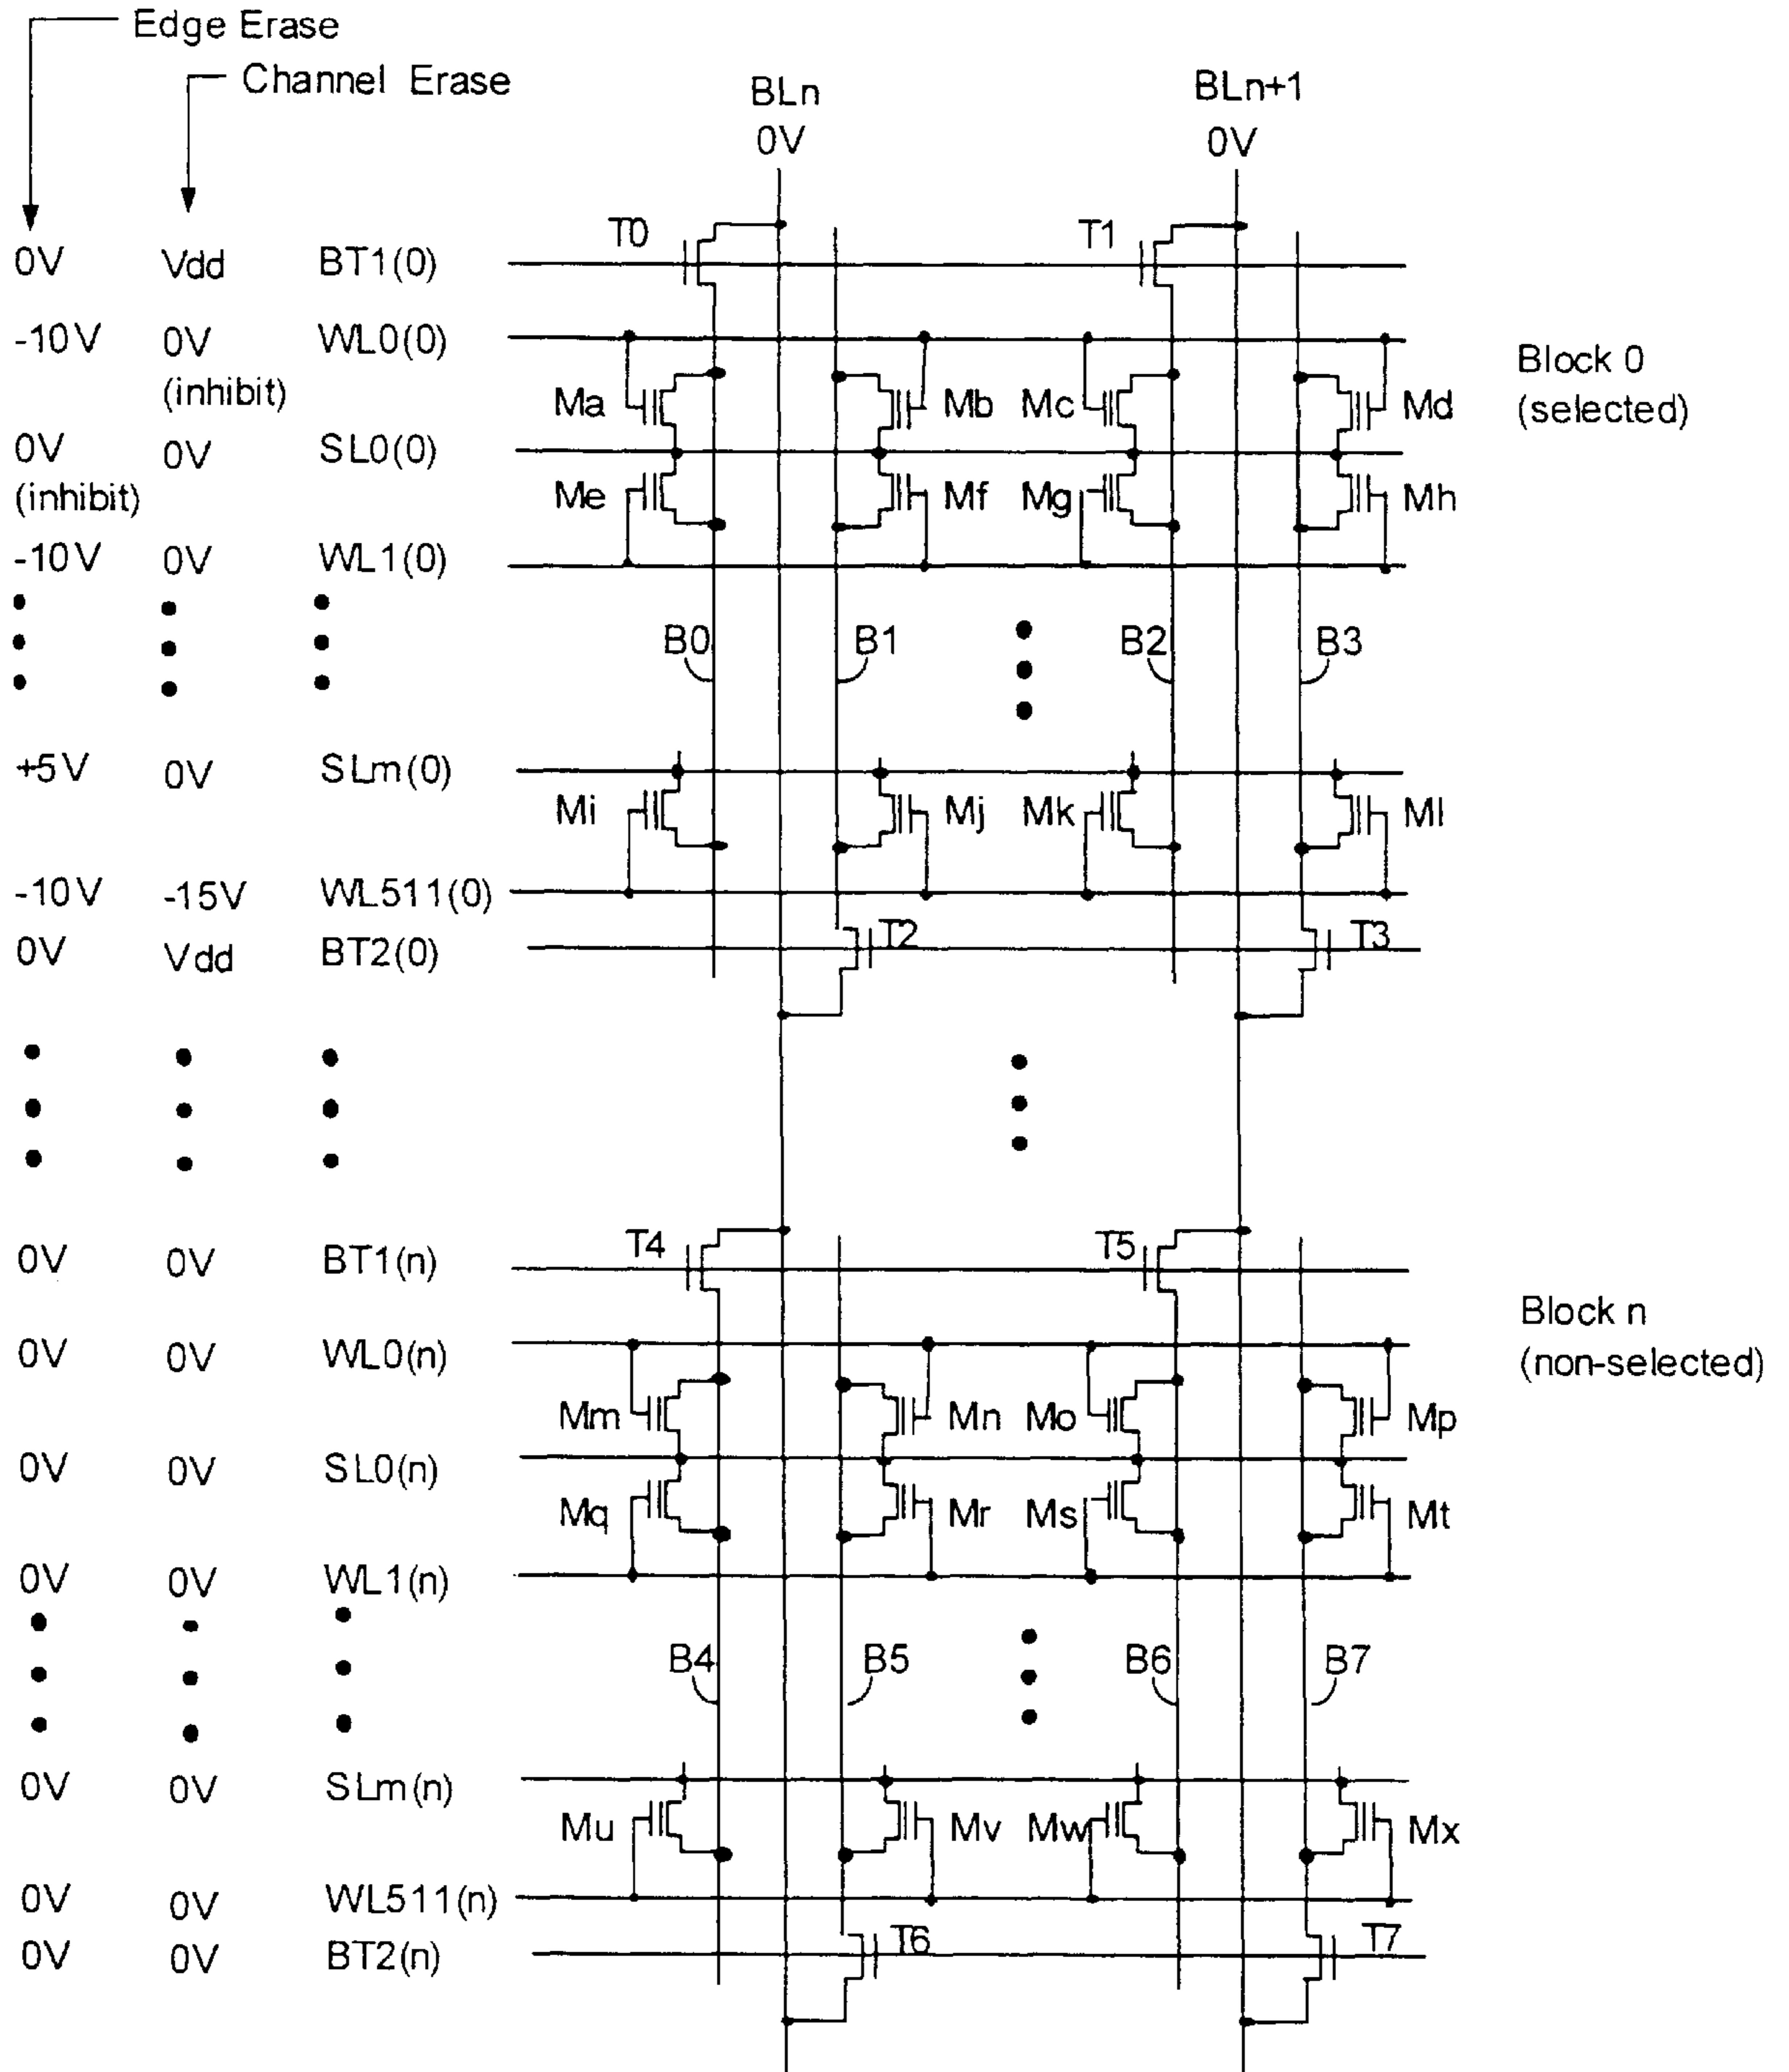 Edge Erase
Channel Erase
BLn
0V
BLn+1
0V
T0
T1
0V Vdd BT1(0)
-10V 0V WL0(0)
(inhibit)
Block 0
(selected)
Ma Mb Mc Md
0V 0V SL0(0)
(inhibit)
Me Mf Mg Mh
-10V 0V WL1(0)
B0 B1 B2 B3
+5V 0V SLm(0)
Mi Mj Mk Ml
-10V -15V WL511(0)
0V Vdd BT2(0)
T2 T3
T4 T5
0V 0V BT1(n)
Block n
(non-selected)
0V 0V WL0(n)
Mm Mn Mo Mp
0V 0V SL0(n)
Mq Mr Ms Mt
0V 0V WL1(n)
B4 B5 B6 B7
0V 0V SLm(n)
Mu Mv Mw Mx
0V 0V WL511(n)
0V 0V BT2(n)
T6 T7